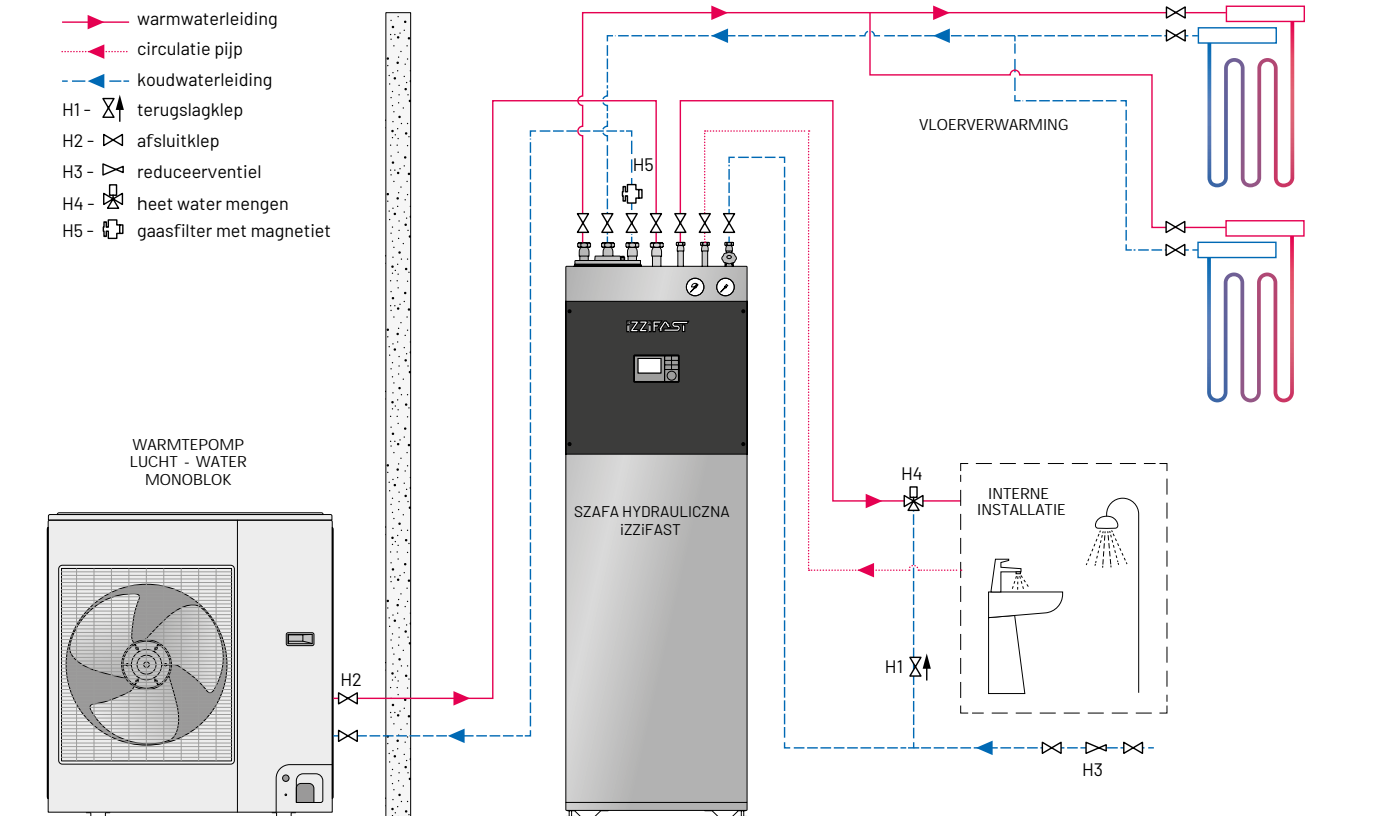 warmwaterleiding
circulatie pijp
koudwaterleiding
H1 - terugslagklep
H2 - afsluitklep
H3 - reduceerventiel
H4 - heet water mengen
H5 - gaasfilter met magnetiet
VLOERVERWARMING
H5
iZZiFAST
WARMTEPOMP
LUCHT - WATER
MONOBLOK
SZAFA HYDRAULICZNA
iZZiFAST
H4
INTERNE
INSTALLATIE
H1
H2
H3